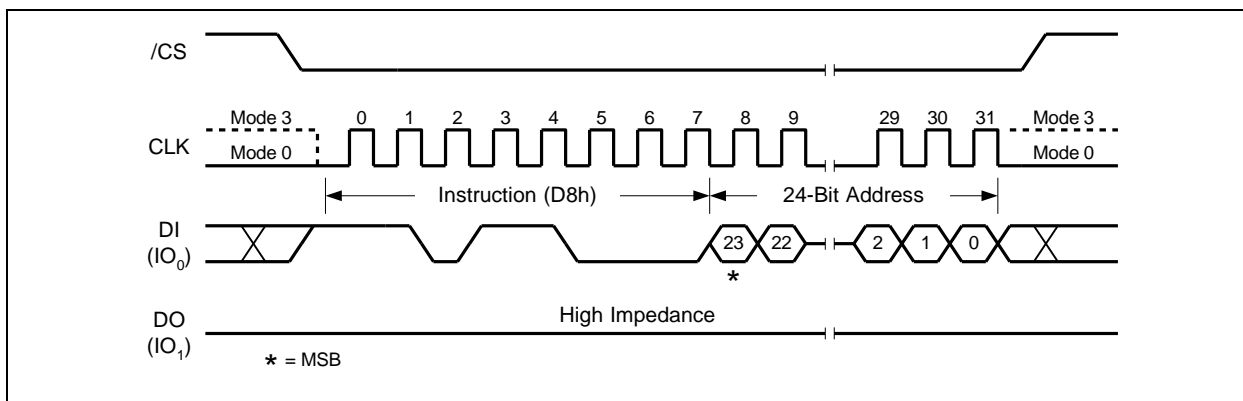 /CS
Mode 3 0 1 2 3 4 5 6 7 8 9 29 30 31 Mode 3
CLK
Mode 0 Mode 0
Instruction (D8h) 24-Bit Address
DI
(IO₀)
23 22 2 1 0
*
High Impedance
DO
(IO₁)
* = MSB